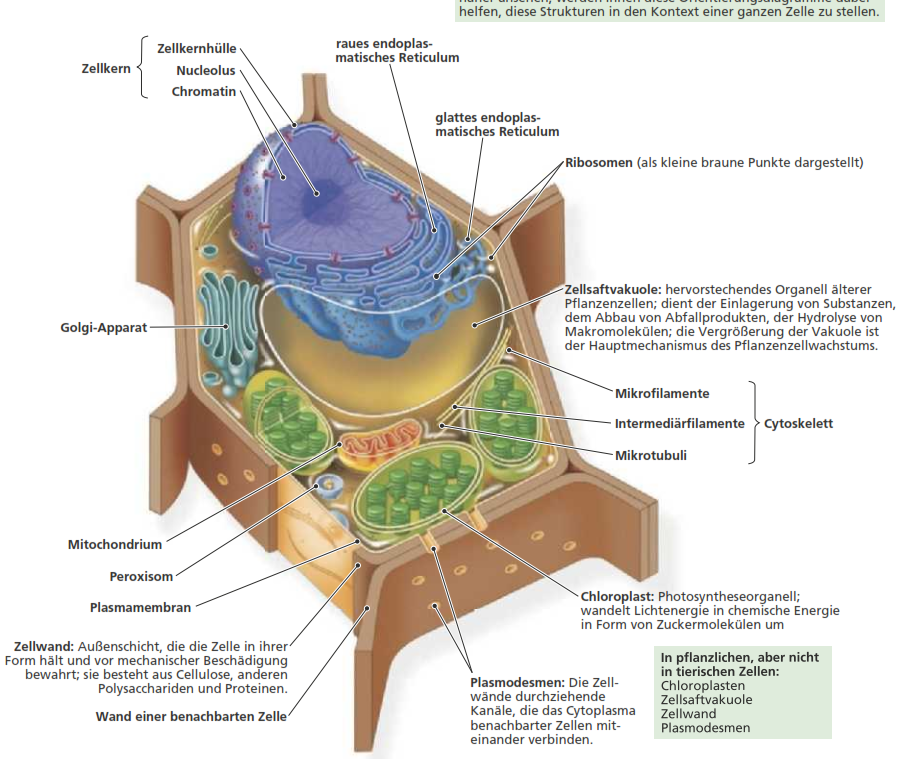 helfen, diese Strukturen in den Kontext einer ganzen Zelle zu stellen.
Zellkern
Zellkernhülle
Nucleolus
Chromatin
raues endoplas-
matisches Reticulum
glattes endoplas-
matisches Reticulum
Ribosomen (als kleine braune Punkte dargestellt)
Zellsaftvakuole: hervorstechendes Organell älterer
Pflanzenzellen; dient der Einlagerung von Substanzen,
dem Abbau von Abfallprodukten, der Hydrolyse von
Makromolekülen; die Vergrößerung der Vakuole ist
der Hauptmechanismus des Pflanzenzellwachstums.
Golgi-Apparat
Mikrofilamente
Intermediärfilamente
Mikrotubuli
Cytoskelett
Mitochondrium
Peroxisom
Plasmamembran
Zellwand: Außenschicht, die die Zelle in ihrer
Form hält und vor mechanischer Beschädigung
bewahrt; sie besteht aus Cellulose, anderen
Polysacchariden und Proteinen.
Wand einer benachbarten Zelle
Chloroplast: Photosyntheseorganell;
wandelt Lichtenergie in chemische Energie
in Form von Zuckermolekülen um
Plasmodesmen: Die Zell-
wände durchziehende
Kanäle, die das Cytoplasma
benachbarter Zellen mit-
einander verbinden.
In pflanzlichen, aber nicht
in tierischen Zellen:
Chloroplasten
Zellsaftvakuole
Zellwand
Plasmodesmen